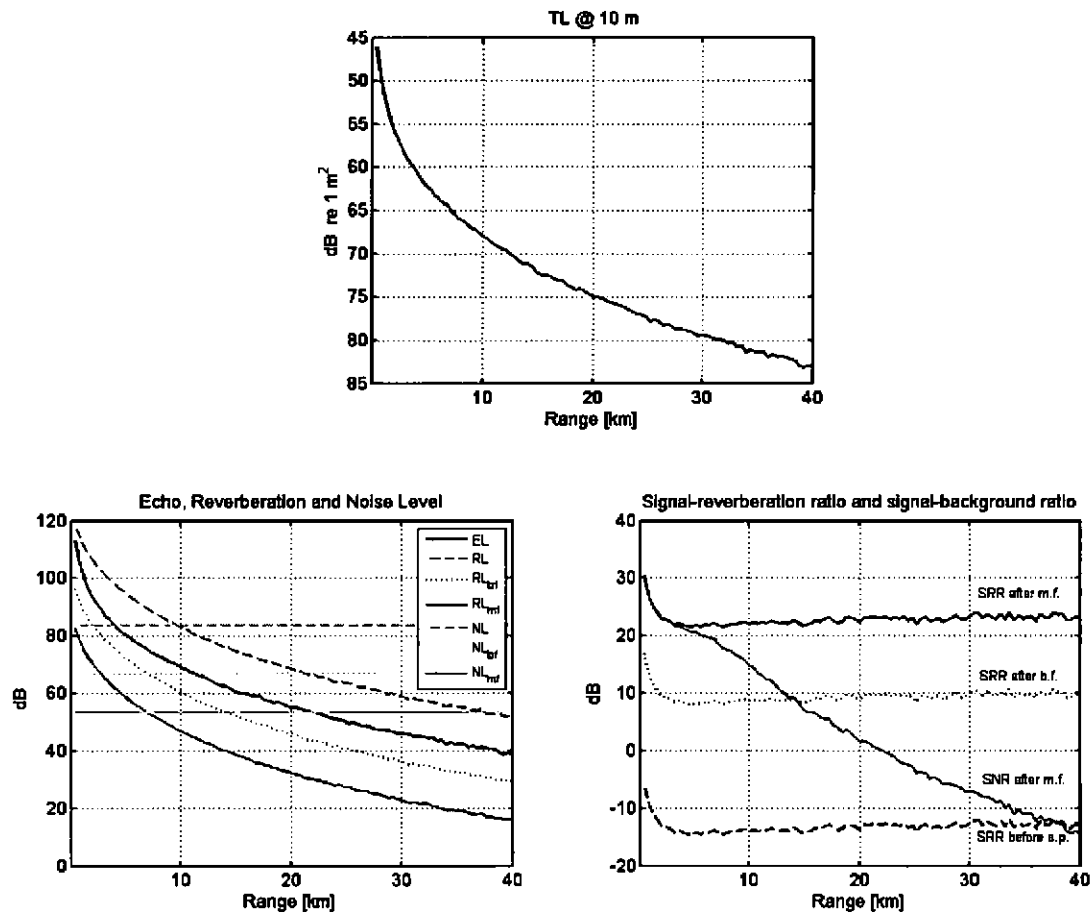 TL @ 10 m
45
50
55
60
65
70
75
80
85
dB re 1 m²
10
20
30
40
Range [km]
Echo, Reverberation and Noise Level
120
100
80
60
40
20
0
dB
EL
RL
RL_bf
RL_mf
NL
NL_bf
NL_mf
10
20
30
40
Range [km]
Signal-reverberation ratio and signal-background ratio
40
30
20
10
0
-10
-20
dB
SRR after m.f.
SRR after b.f.
SNR after m.f.
SRR before s.p.
10
20
30
40
Range [km]